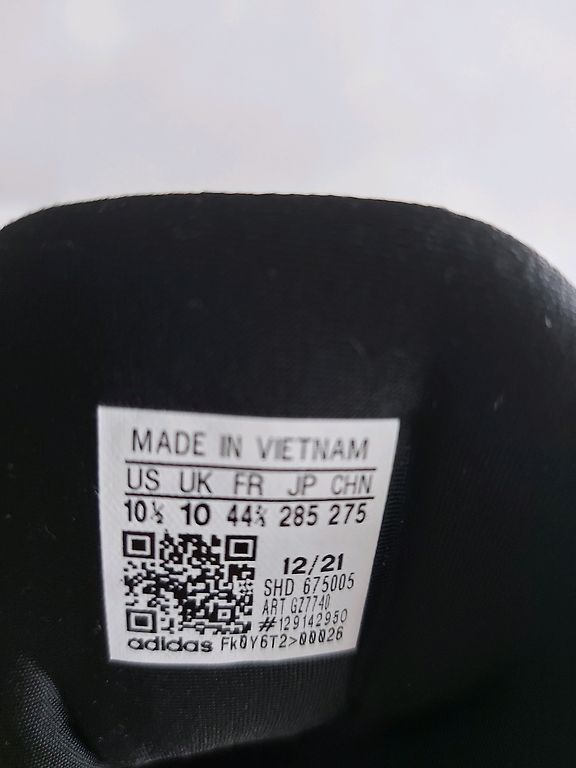 MADE IN VIETNAM
US UK FR JP CHN
10½ 10 44⅔ 285 275
12/21
SHD 675005
ART GZ7740
#129142950
adidas Fk0Y6T2>00026